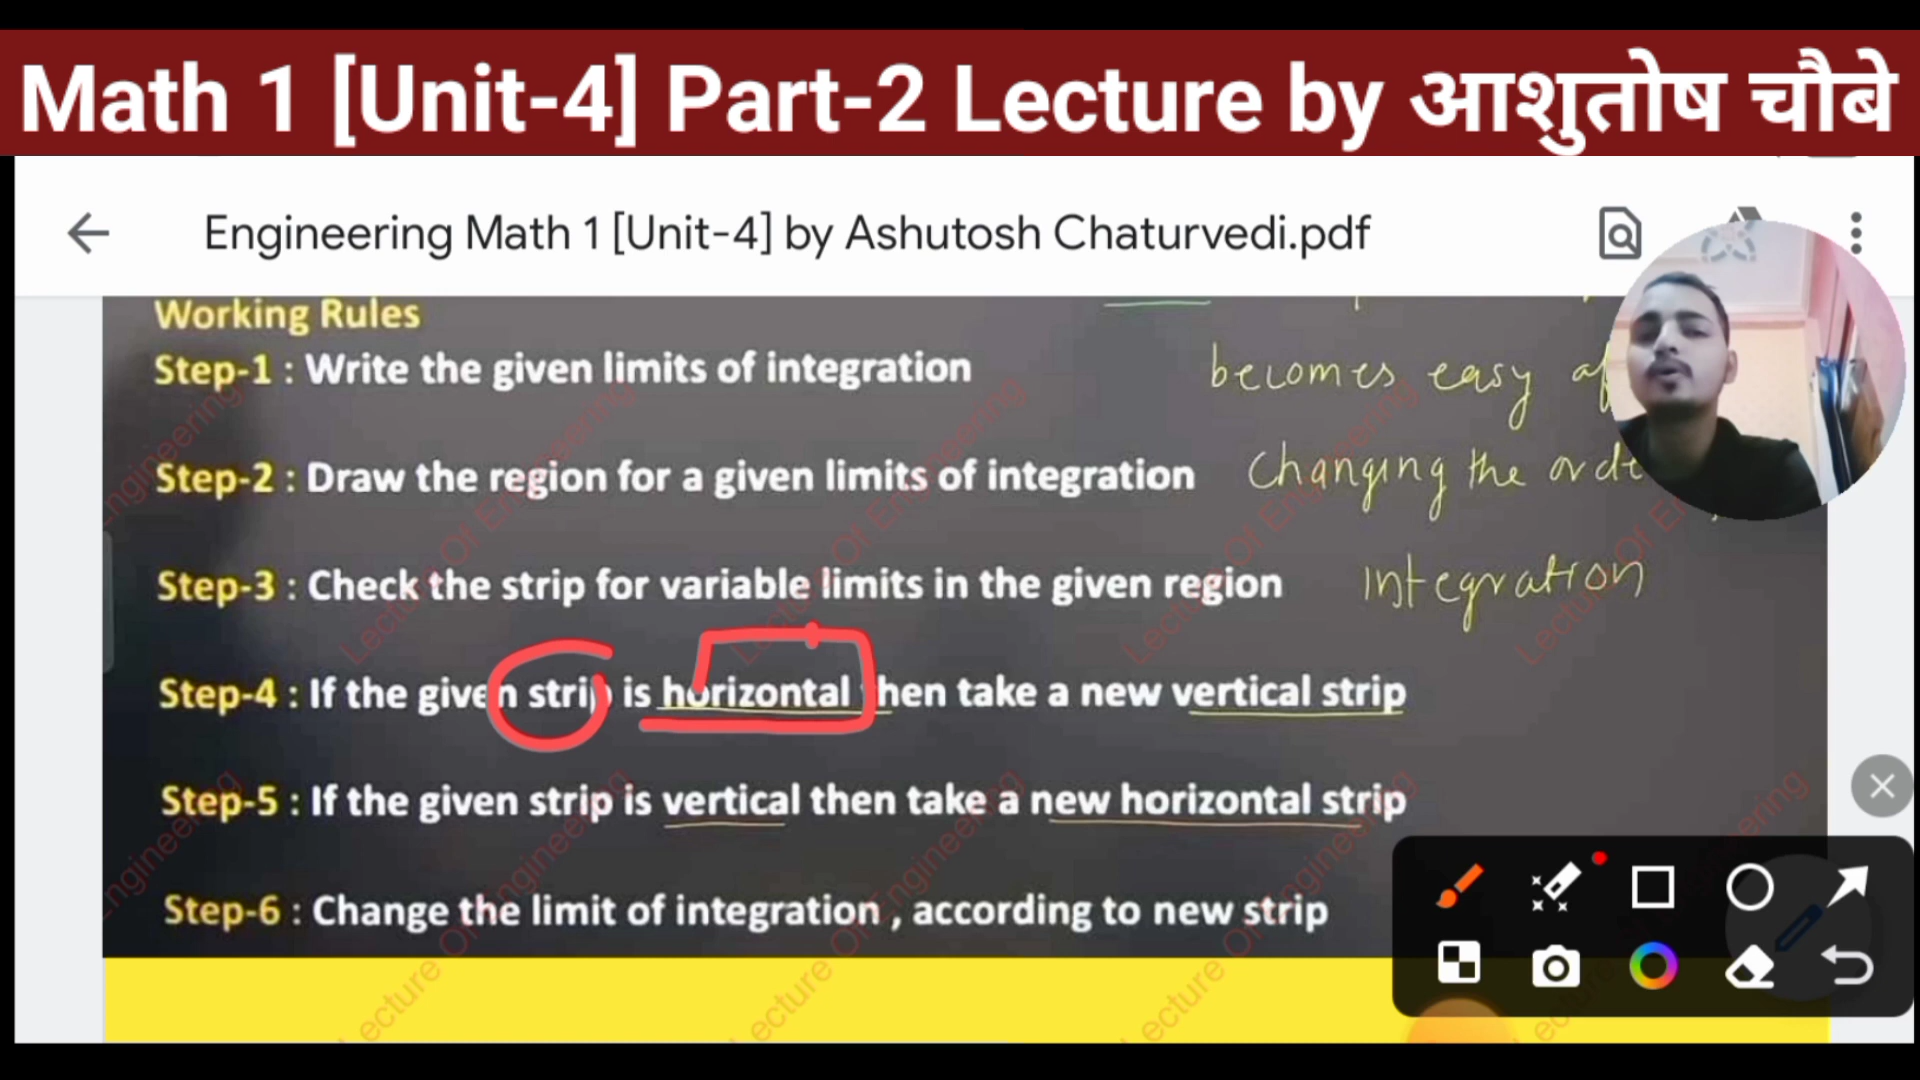 Math 1 [Unit-4] Part-2 Lecture by आशुतोष चौबे
Engineering Math 1 [Unit-4] by Ashutosh Chaturvedi.pdf
Working Rules
Step-1 : Write the given limits of integration
becomes easy
Step-2 : Draw the region for a given limits of integration
Changing the orde
Step-3 : Check the strip for variable limits in the given region
Integration
Step-4 : If the given strip is horizontal then take a new vertical strip
Step-5 : If the given strip is vertical then take a new horizontal strip
Step-6 : Change the limit of integration , according to new strip
Lecture Of Engineering